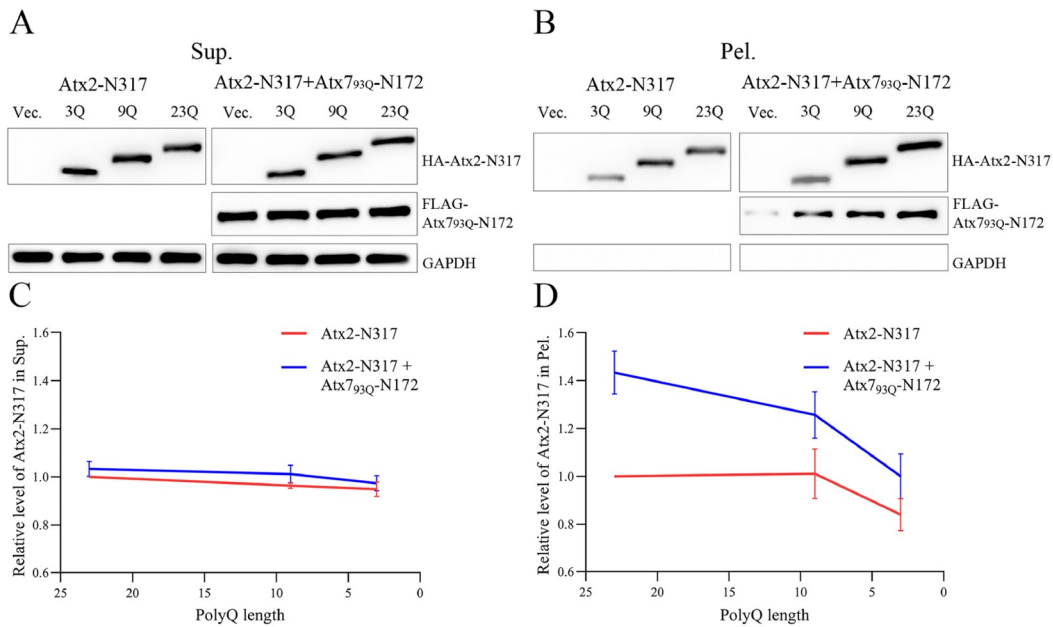 A
Sup.
Atx2-N317
Atx2-N317+Atx793Q-N172
Vec. 3Q 9Q 23Q
Vec. 3Q 9Q 23Q
HA-Atx2-N317
FLAG-
Atx793Q-N172
GAPDH
B
Pel.
Atx2-N317
Atx2-N317+Atx793Q-N172
Vec. 3Q 9Q 23Q
Vec. 3Q 9Q 23Q
HA-Atx2-N317
FLAG-
Atx793Q-N172
GAPDH
C
Relative level of Atx2-N317 in Sup.
1.6
1.4
1.2
1.0
0.8
0.6
25 20 15 10 5 0
PolyQ length
Atx2-N317
Atx2-N317 +
Atx793Q-N172
D
Relative level of Atx2-N317 in Pel.
1.6
1.4
1.2
1.0
0.8
0.6
25 20 15 10 5 0
PolyQ length
Atx2-N317
Atx2-N317 +
Atx793Q-N172